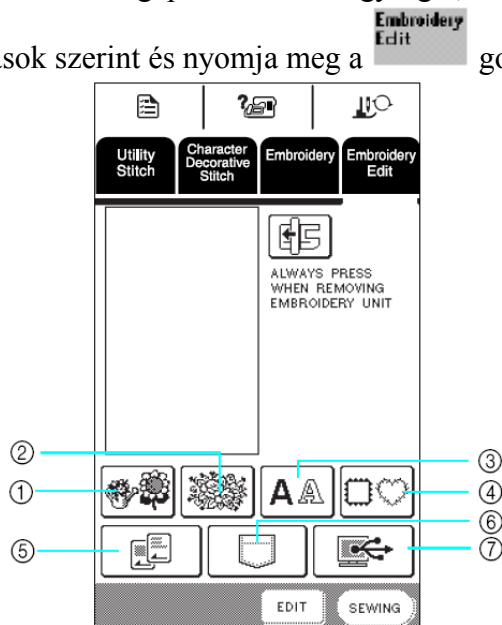 Embroidery
Edit
sok szerint és nyomja meg a
Utility
Stitch
Character
Decorative
Stitch
Embroidery
Embroidery
Edit
ALWAYS PRESS
WHEN REMOVING
EMBROIDERY UNIT
②
①
③
④
⑥
⑤
⑦
A A
EDIT
SEWING